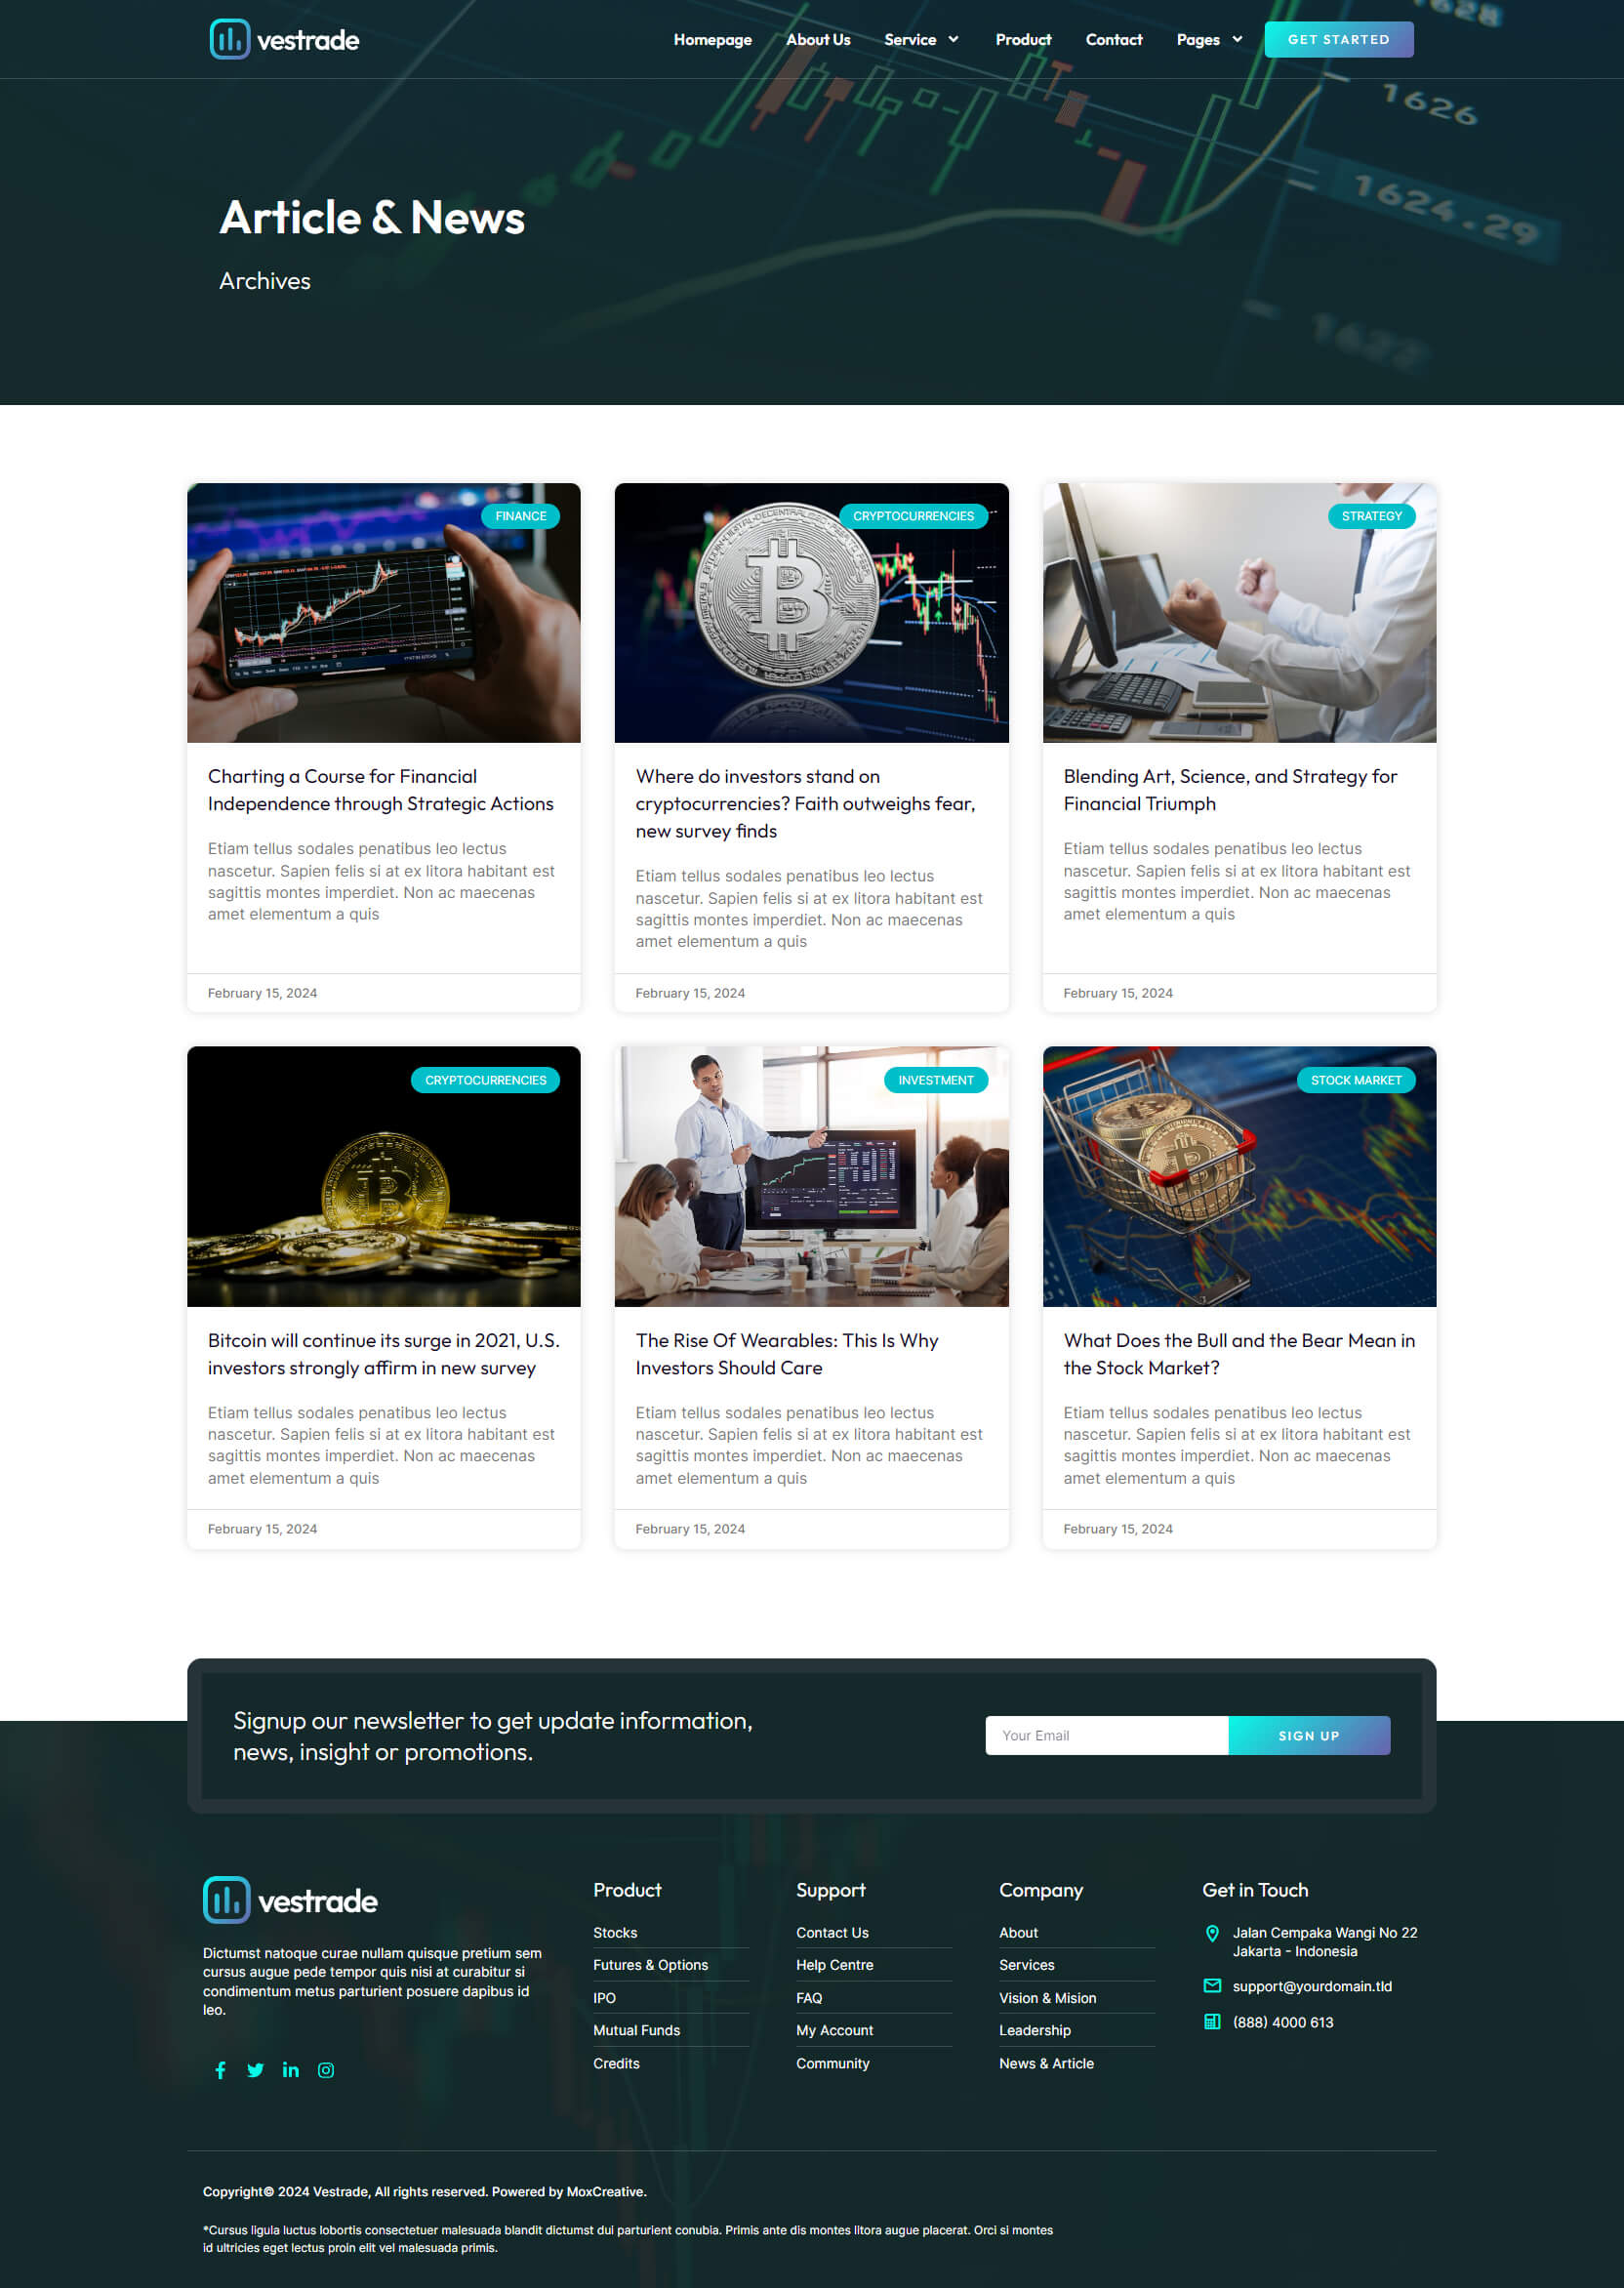 vestrade
Homepage About Us Service Product Contact Pages GET STARTED
1628
1626
1624.29
1622
Article & News
Archives
FINANCE
CRYPTOCURRENCIES
STRATEGY
Charting a Course for Financial
Independence through Strategic Actions
Etiam tellus sodales penatibus leo lectus
nascetur. Sapien felis si at ex litora habitant est
sagittis montes imperdiet. Non ac maecenas
amet elementum a quis
February 15, 2024
Where do investors stand on
cryptocurrencies? Faith outweighs fear,
new survey finds
Etiam tellus sodales penatibus leo lectus
nascetur. Sapien felis si at ex litora habitant est
sagittis montes imperdiet. Non ac maecenas
amet elementum a quis
February 15, 2024
Blending Art, Science, and Strategy for
Financial Triumph
Etiam tellus sodales penatibus leo lectus
nascetur. Sapien felis si at ex litora habitant est
sagittis montes imperdiet. Non ac maecenas
amet elementum a quis
February 15, 2024
CRYPTOCURRENCIES
INVESTMENT
STOCK MARKET
Bitcoin will continue its surge in 2021, U.S.
investors strongly affirm in new survey
Etiam tellus sodales penatibus leo lectus
nascetur. Sapien felis si at ex litora habitant est
sagittis montes imperdiet. Non ac maecenas
amet elementum a quis
February 15, 2024
The Rise Of Wearables: This Is Why
Investors Should Care
Etiam tellus sodales penatibus leo lectus
nascetur. Sapien felis si at ex litora habitant est
sagittis montes imperdiet. Non ac maecenas
amet elementum a quis
February 15, 2024
What Does the Bull and the Bear Mean in
the Stock Market?
Etiam tellus sodales penatibus leo lectus
nascetur. Sapien felis si at ex litora habitant est
sagittis montes imperdiet. Non ac maecenas
amet elementum a quis
February 15, 2024
Signup our newsletter to get update information,
news, insight or promotions.
Your Email
SIGN UP
vestrade
Dictumst natoque curae nullam quisque pretium sem
cursus augue pede tempor quis nisi at curabitur si
condimentum metus parturient posuere dapibus id
leo.
Product
Stocks
Futures & Options
IPO
Mutual Funds
Credits
Support
Contact Us
Help Centre
FAQ
My Account
Community
Company
About
Services
Vision & Mision
Leadership
News & Article
Get in Touch
Jalan Cempaka Wangi No 22
Jakarta - Indonesia
support@yourdomain.tld
(888) 4000 613
Copyright© 2024 Vestrade, All rights reserved. Powered by MoxCreative.
*Cursus ligula luctus lobortis consectetuer malesuada blandit dictumst dui parturient conubia. Primis ante dis montes litora augue placerat. Orci si montes
id ultricies eget lectus proin elit vel malesuada primis.